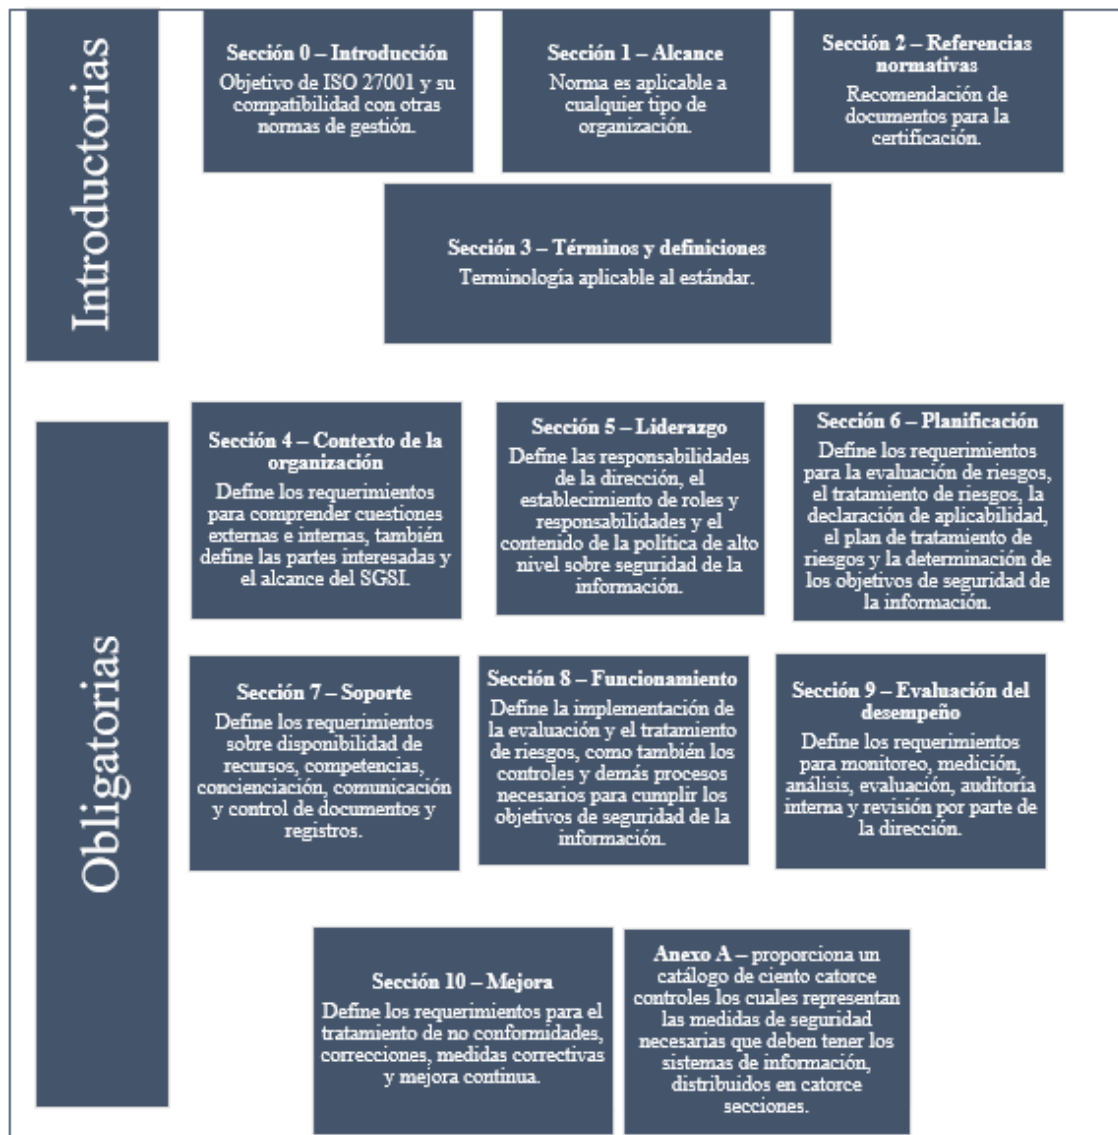 Introductorias
Sección 0 – Introducción
Objetivo de ISO 27001 y su
compatibilidad con otras
normas de gestión.
Sección 1 – Alcance
Norma es aplicable a
cualquier tipo de
organización.
Sección 2 – Referencias
normativas
Recomendación de
documentos para la
certificación.
Sección 3 – Términos y definiciones
Terminología aplicable al estándar.
Obligatorias
Sección 4 – Contexto de la
organización
Define los requerimientos
para comprender cuestiones
externas e internas, también
define las partes interesadas y
el alcance del SGSI.
Sección 5 – Liderazgo
Define las responsabilidades
de la dirección, el
establecimiento de roles y
responsabilidades y el
contenido de la política de alto
nivel sobre seguridad de la
información.
Sección 6 – Planificación
Define los requerimientos
para la evaluación de riesgos,
el tratamiento de riesgos, la
declaración de aplicabilidad,
el plan de tratamiento de
riesgos y la determinación de
los objetivos de seguridad de
la información.
Sección 7 – Soporte
Define los requerimientos
sobre disponibilidad de
recursos, competencias,
concienciación, comunicación
y control de documentos y
registros.
Sección 8 – Funcionamiento
Define la implementación de
la evaluación y el tratamiento
de riesgos, como también los
controles y demás procesos
necesarios para cumplir los
objetivos de seguridad de la
información.
Sección 9 – Evaluación del
desempeño
Define los requerimientos
para monitoreo, medición,
análisis, evaluación, auditoría
interna y revisión por parte de
la dirección.
Sección 10 – Mejora
Define los requerimientos para el
tratamiento de no conformidades,
correcciones, medidas correctivas
y mejora continua.
Anexo A – proporciona un
catálogo de ciento catorce
controles los cuales representan
las medidas de seguridad
necesarias que deben tener los
sistemas de información,
distribuidos en catorce
secciones.